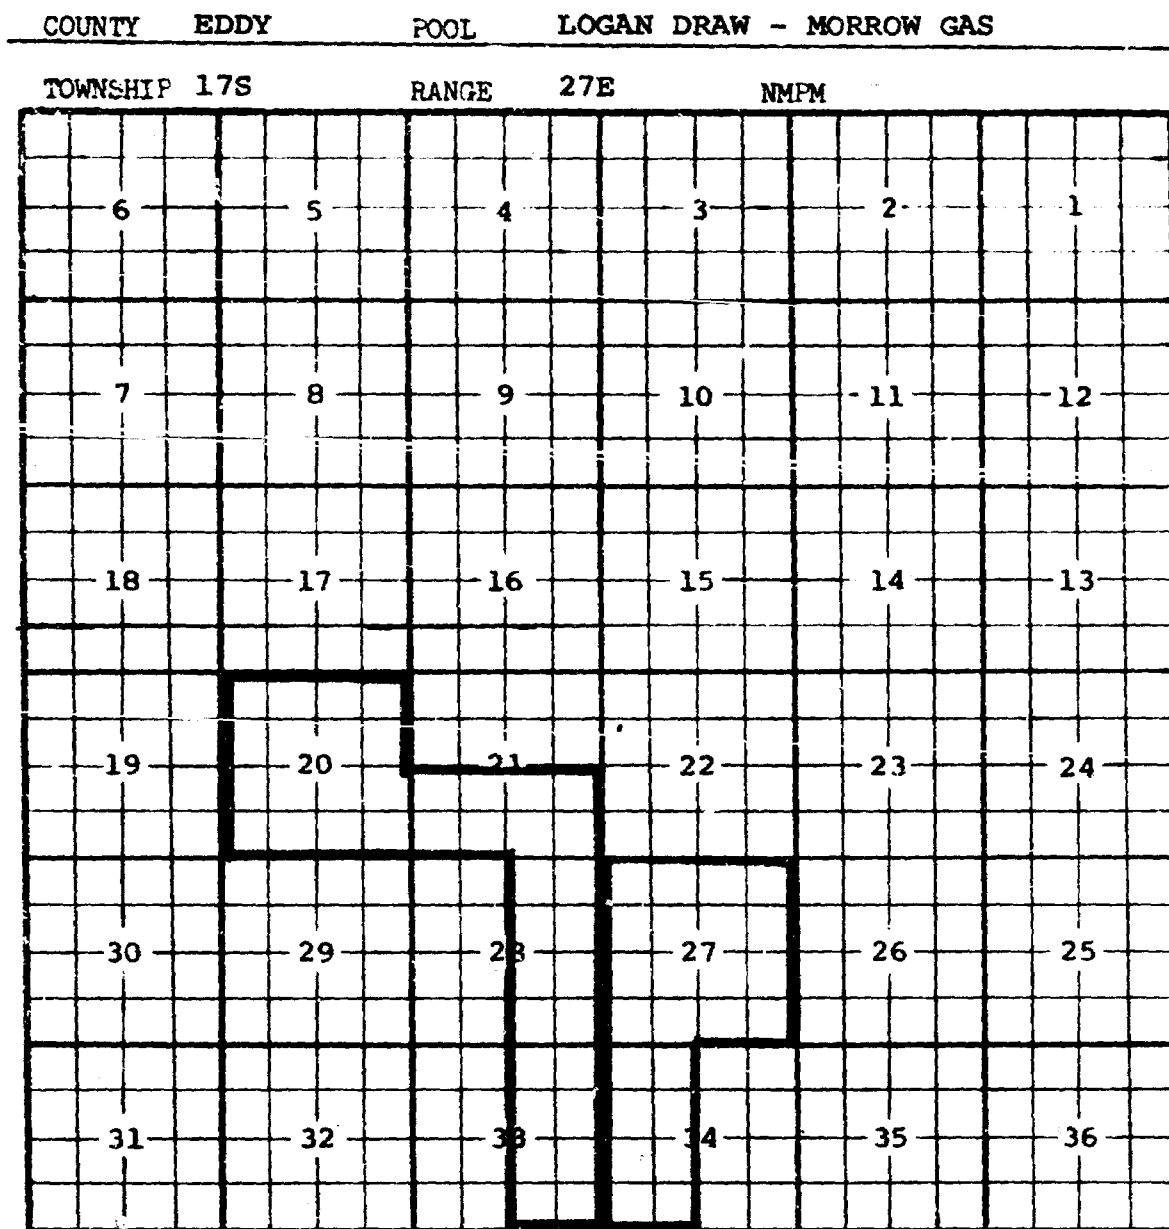 COUNTY EDDY POOL LOGAN DRAW - MORROW GAS
TOWNSHIP 17S RANGE 27E NMPM
6 5 4 3 2 1
7 8 9 10 11 12
18 17 16 15 14 13
19 20 21 22 23 24
30 29 28 27 26 25
31 32 33 34 35 36